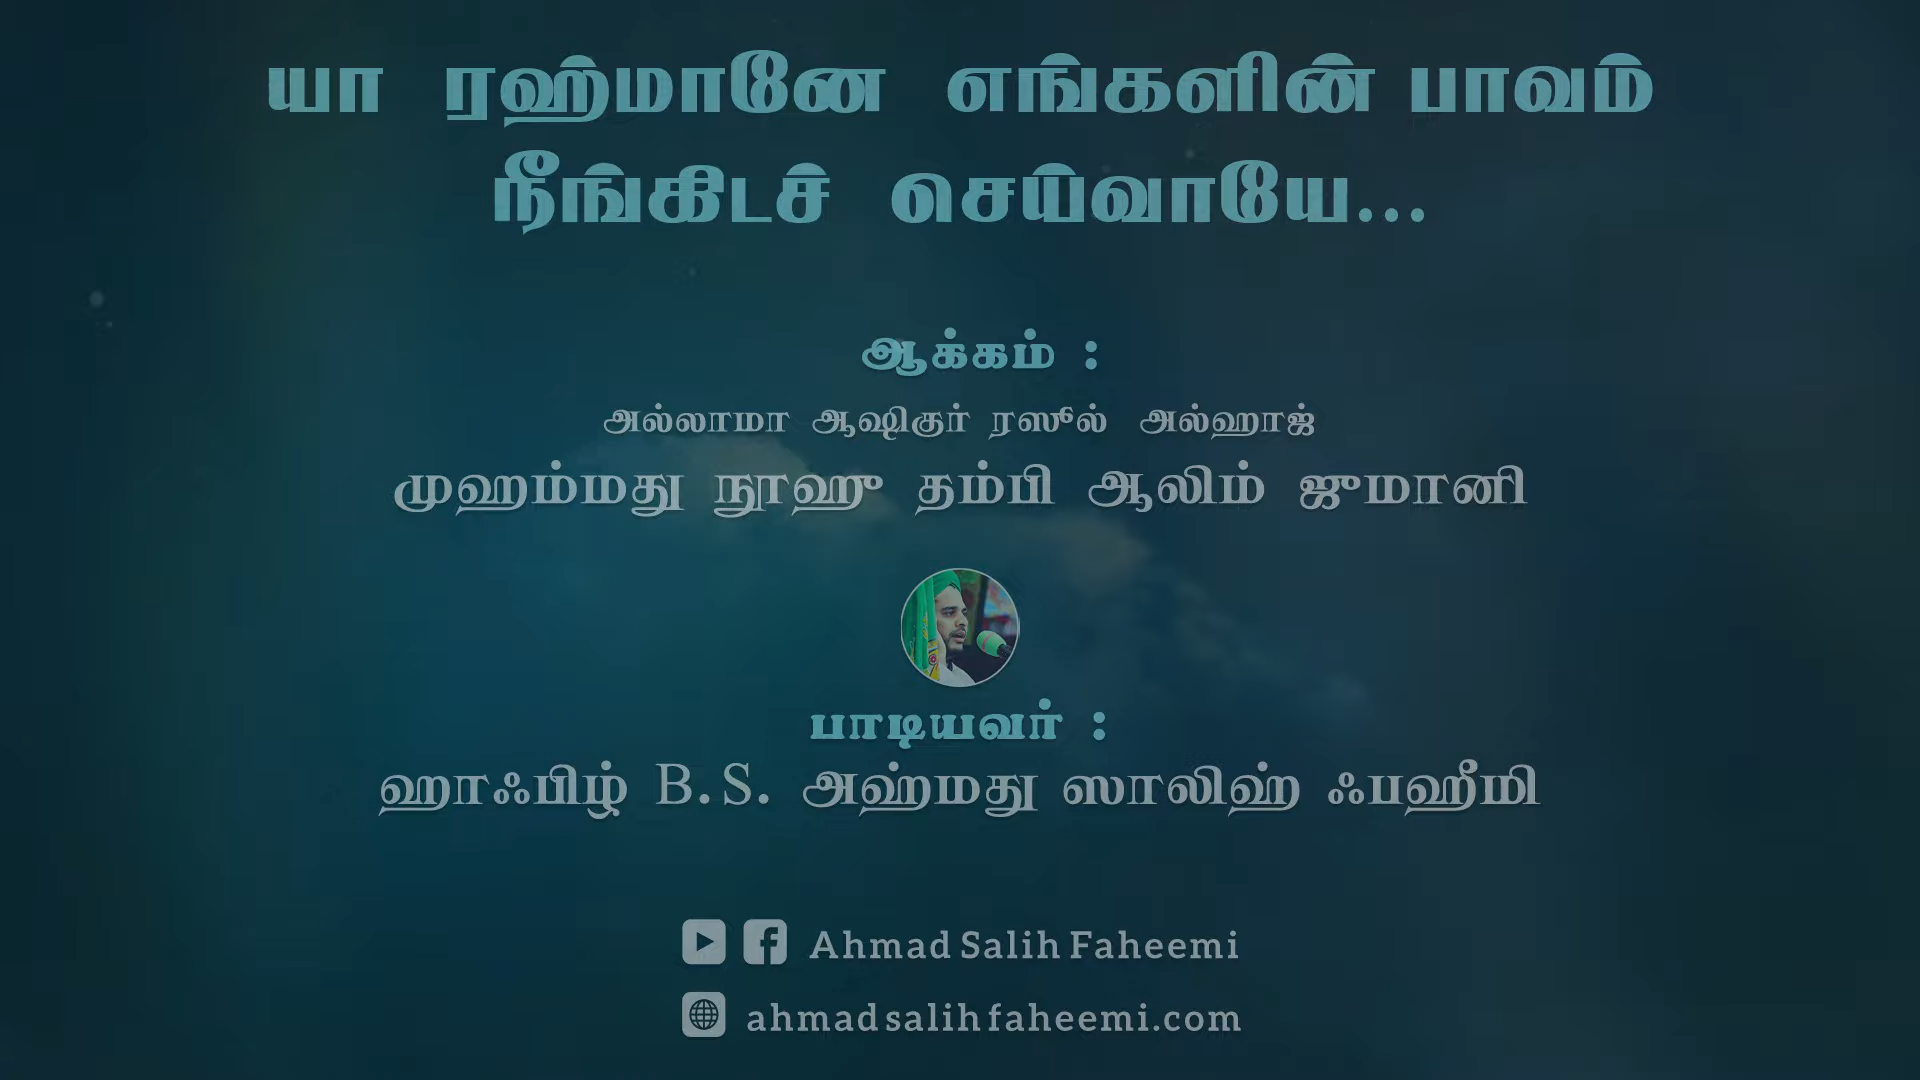 யா ரஹ்மானே எங்களின் பாவம்
நீங்கிடச் செய்வாயே...
ஆக்கம் :
அல்லாமா ஆஷிகுர் ரஸூல் அல்ஹாஜ்
முஹம்மது நூஹு தம்பி ஆலிம் ஜுமானி
பாடியவர் :
ஹாஃபிழ் B.S. அஹ்மது ஸாலிஹ் ஃபஹீமி
Ahmad Salih Faheemi
ahmadsalihfaheemi.com